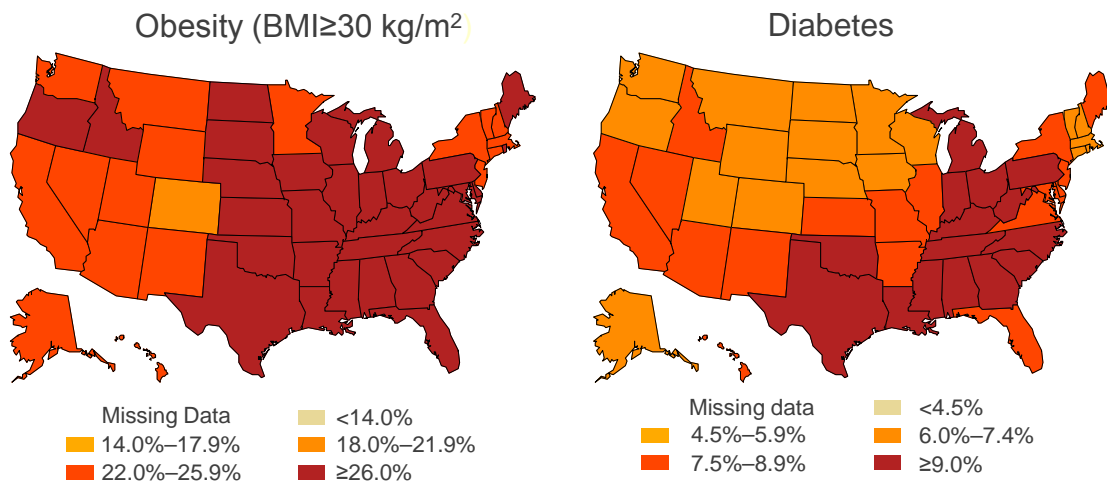 Obesity (BMI≥30 kg/m²)
Diabetes
Missing Data
<14.0%
14.0%–17.9%
18.0%–21.9%
22.0%–25.9%
≥26.0%
Missing data
<4.5%
4.5%–5.9%
6.0%–7.4%
7.5%–8.9%
≥9.0%